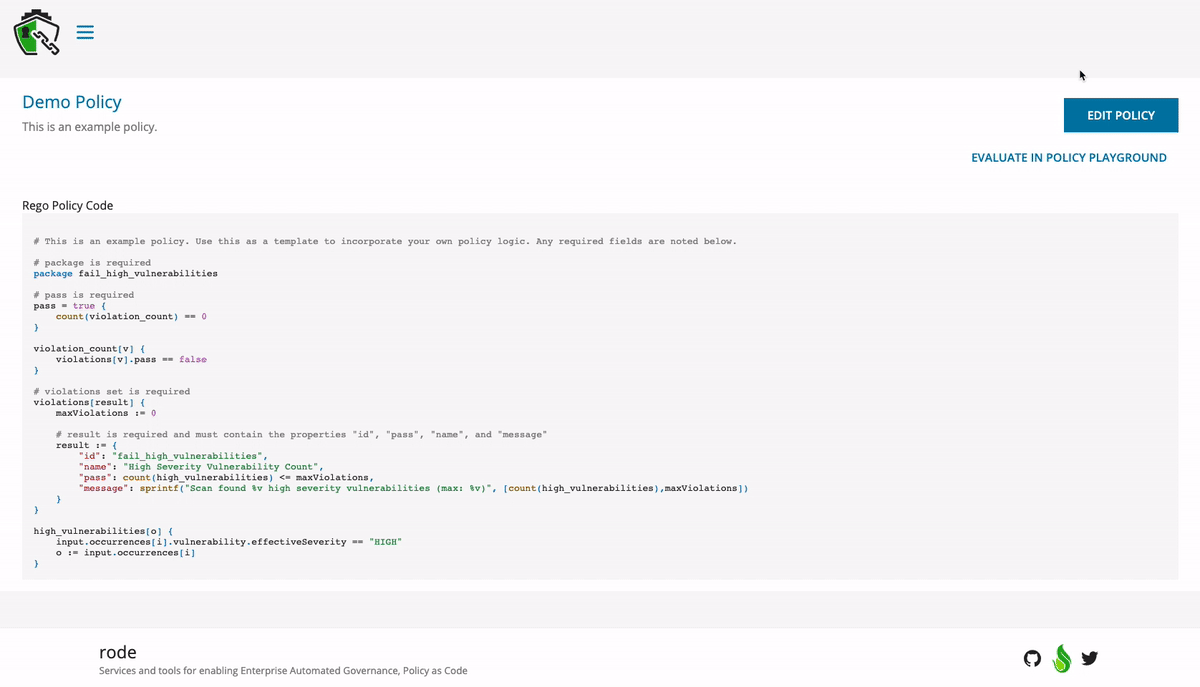 Demo Policy
This is an example policy.
EDIT POLICY
EVALUATE IN POLICY PLAYGROUND
Rego Policy Code
# This is an example policy. Use this as a template to incorporate your own policy logic. Any required fields are noted below.
# package is required
package fail_high_vulnerabilities
# pass is required
pass = true {
    count(violation_count) == 0
}
violation_count[v] {
    violations[v].pass == false
}
# violations set is required
violations[result] {
    maxViolations := 0
    # result is required and must contain the properties "id", "pass", "name", and "message"
    result := {
        "id": "fail_high_vulnerabilities",
        "name": "High Severity Vulnerability Count",
        "pass": count(high_vulnerabilities) <= maxViolations,
        "message": sprintf("Scan found %v high severity vulnerabilities (max: %v)", [count(high_vulnerabilities),maxViolations])
    }
}
high_vulnerabilities[o] {
    input.occurrences[i].vulnerability.effectiveSeverity == "HIGH"
    o := input.occurrences[i]
}
rode
Services and tools for enabling Enterprise Automated Governance, Policy as Code